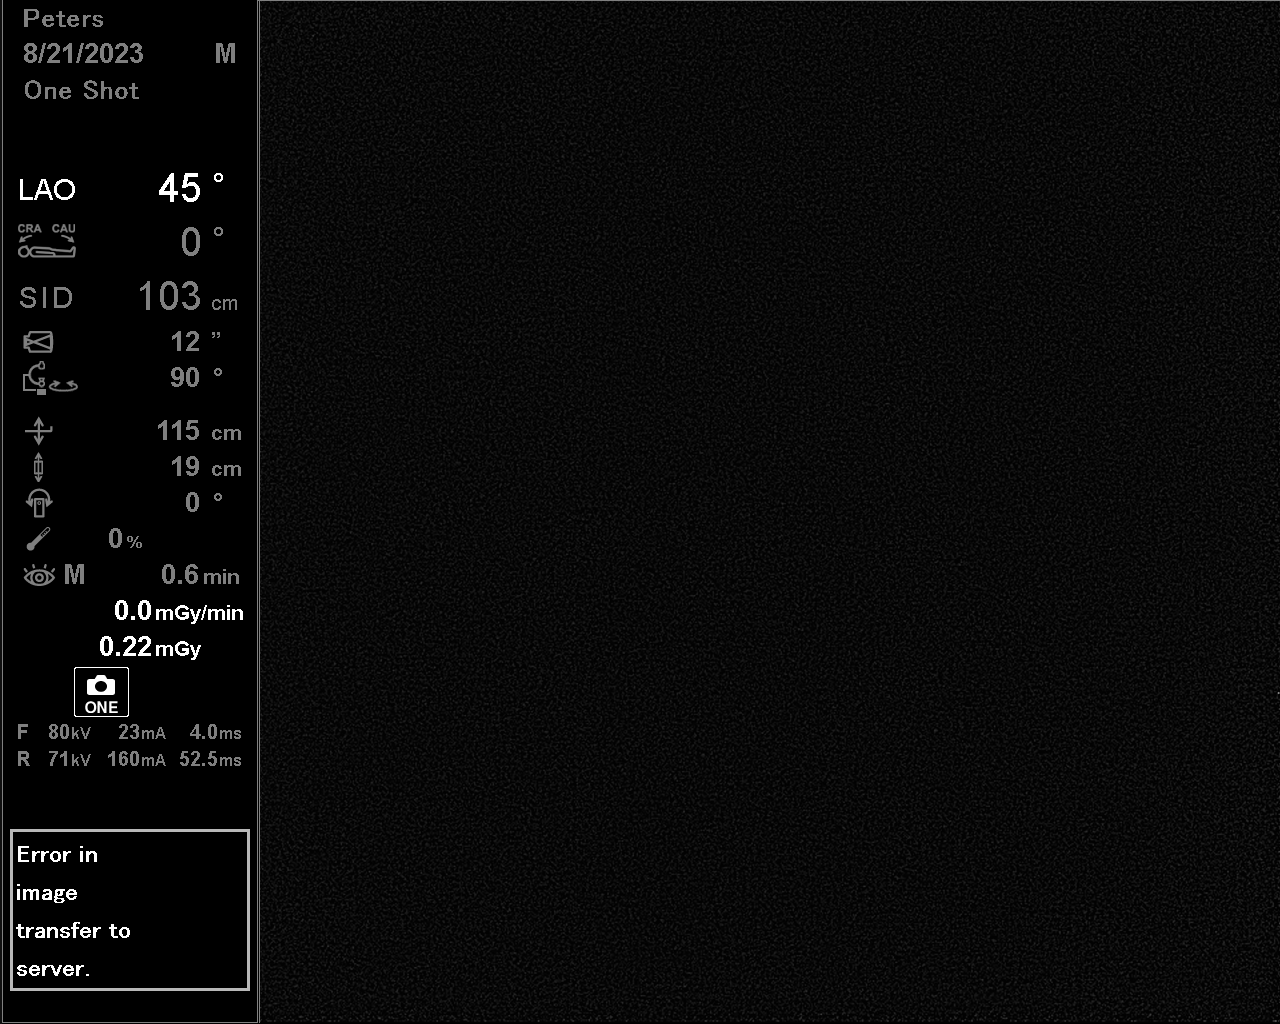 Peters
8/21/2023 M
One Shot
LAO 45 °
CRA CAU
0 °
SID 103 cm
12 ”
90 °
115 cm
19 cm
0 °
0 %
M 0.6 min
0.0 mGy/min
0.22 mGy
ONE
F 80kV 23mA 4.0ms
R 71kV 160mA 52.5ms
Error in
image
transfer to
server.